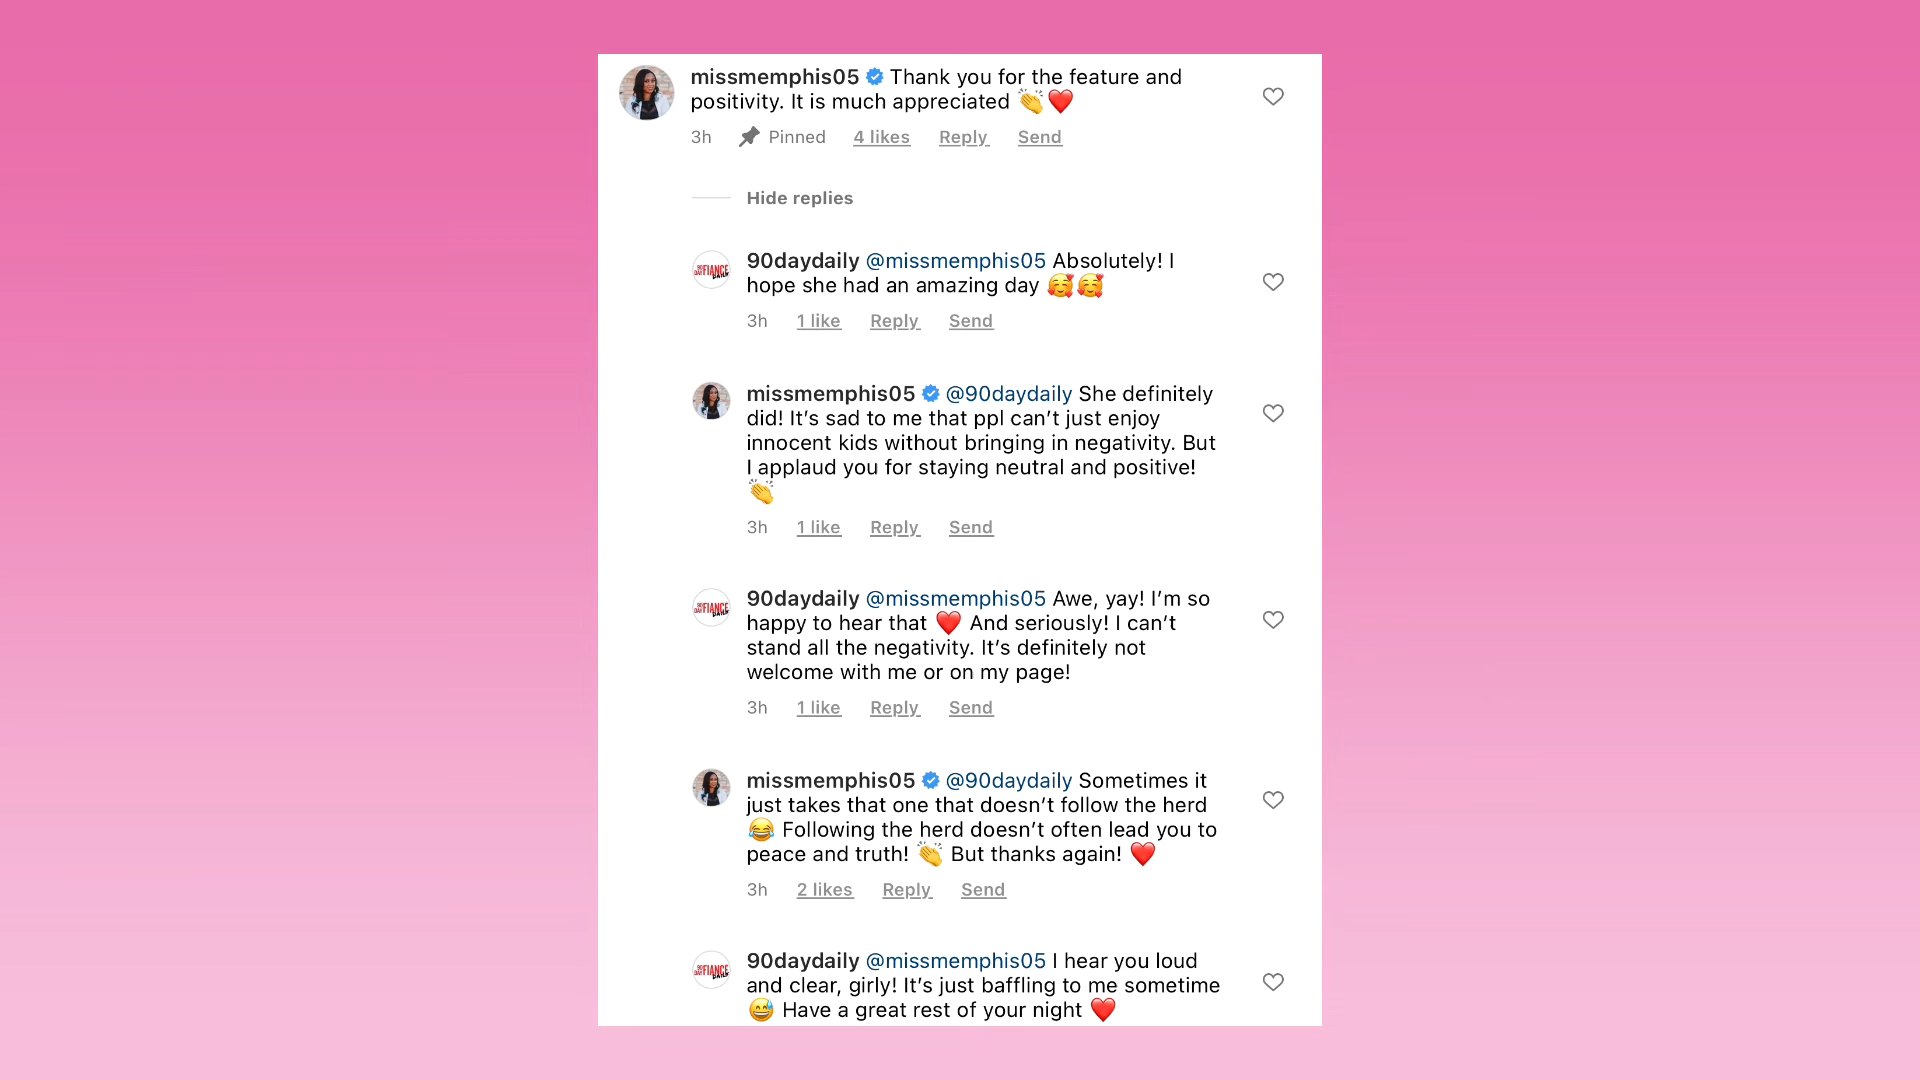 missmemphis05 Thank you for the feature and
positivity. It is much appreciated 👏❤️
3h Pinned 4 likes Reply Send
Hide replies
90daydaily @missmemphis05 Absolutely! I
hope she had an amazing day 🥰🥰
3h 1 like Reply Send
missmemphis05 @90daydaily She definitely
did! It’s sad to me that ppl can’t just enjoy
innocent kids without bringing in negativity. But
I applaud you for staying neutral and positive!
👏
3h 1 like Reply Send
90daydaily @missmemphis05 Awe, yay! I’m so
happy to hear that ❤️ And seriously! I can’t
stand all the negativity. It’s definitely not
welcome with me or on my page!
3h 1 like Reply Send
missmemphis05 @90daydaily Sometimes it
just takes that one that doesn’t follow the herd
😂 Following the herd doesn’t often lead you to
peace and truth! 👏 But thanks again! ❤️
3h 2 likes Reply Send
90daydaily @missmemphis05 I hear you loud
and clear, girly! It’s just baffling to me sometime
😅 Have a great rest of your night ❤️